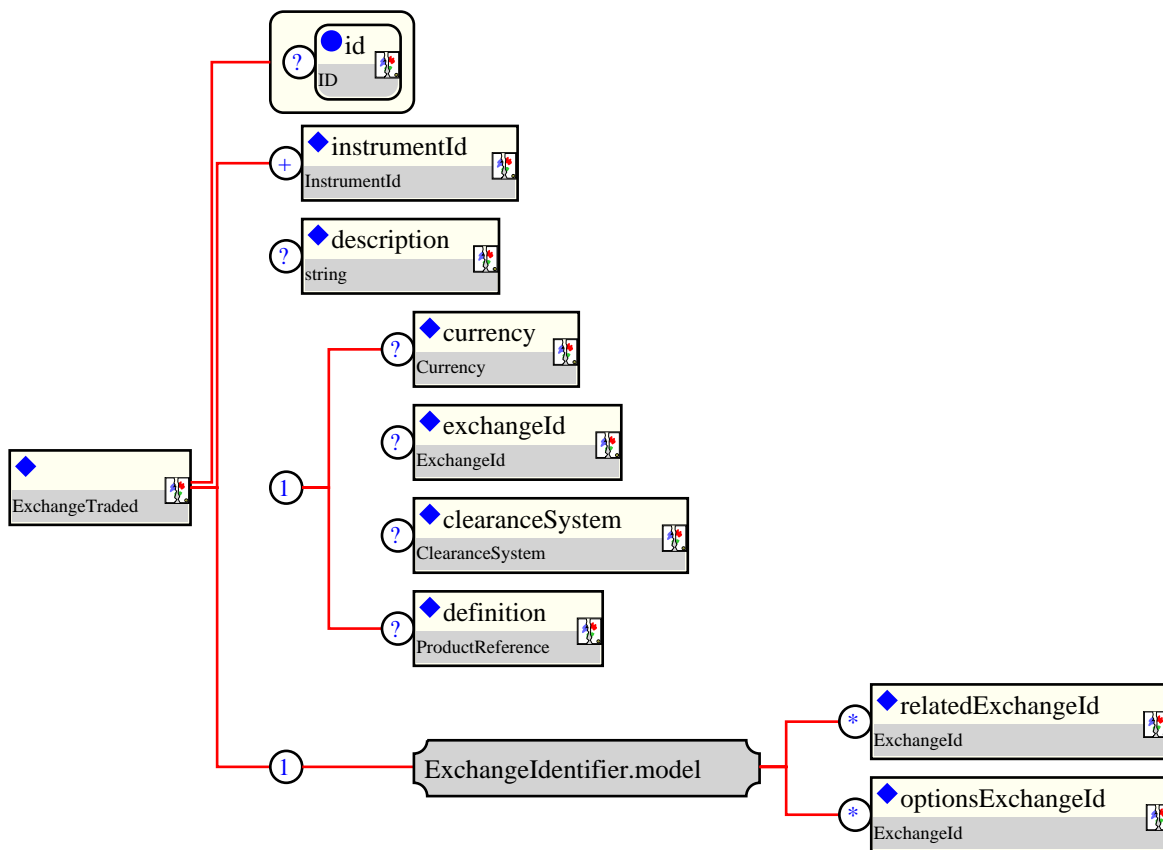 ? id
ID
+ instrumentId
InstrumentId
? description
string
? currency
Currency
? exchangeId
ExchangeId
ExchangeTraded
1
? clearanceSystem
ClearanceSystem
? definition
ProductReference
* relatedExchangeId
ExchangeId
1 ExchangeIdentifier.model
* optionsExchangeId
ExchangeId